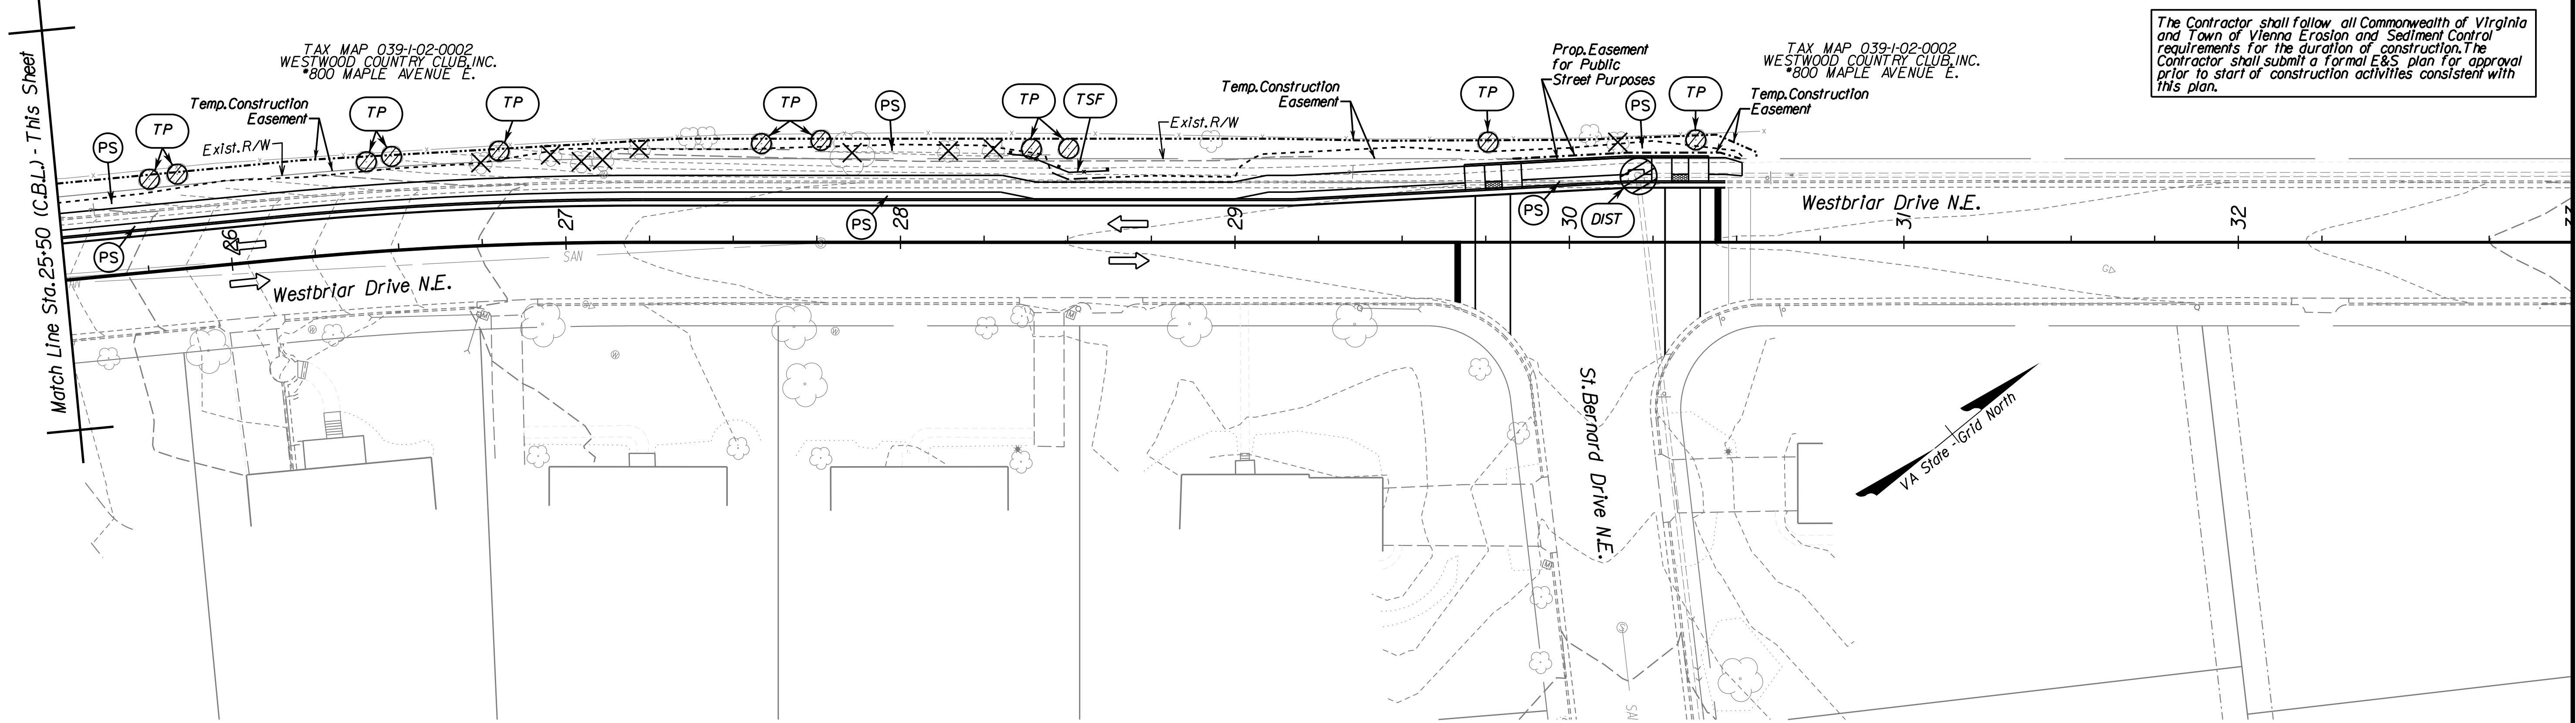 Match Line Sta. 25+50 (C.B.L.) - This Sheet
TAX MAP 039-1-02-0002
WESTWOOD COUNTRY CLUB, INC.
*800 MAPLE AVENUE E.
Temp. Construction
Easement
Exist. R/W
PS
TP
TP
TP
TP
PS
TP
TSF
Exist. R/W
Temp. Construction
Easement
TP
Prop. Easement
for Public
Street Purposes
PS
TP
Temp. Construction
Easement
TAX MAP 039-1-02-0002
WESTWOOD COUNTRY CLUB, INC.
*800 MAPLE AVENUE E.
The Contractor shall follow all Commonwealth of Virginia
and Town of Vienna Erosion and Sediment Control
requirements for the duration of construction. The
Contractor shall submit a formal E&S plan for approval
prior to start of construction activities consistent with
this plan.
PS
26
27
PS
28
29
PS
30
DIST
31
32
Westbriar Drive N.E.
SAN
Westbriar Drive N.E.
St. Bernard Drive N.E.
VA State - Grid North